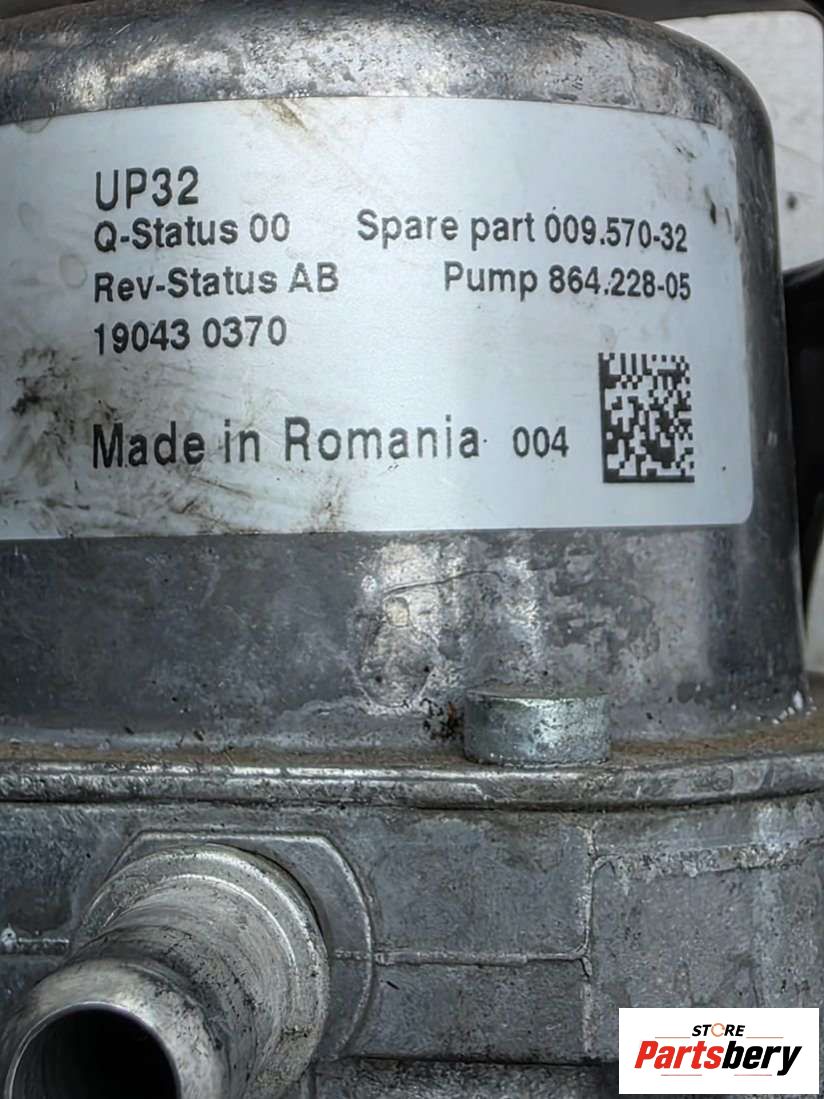 UP32
Q-Status 00 Spare part 009.570-32
Rev-Status AB Pump 864.228-05
19043 0370
Made in Romania 004
STORE
Partsbery